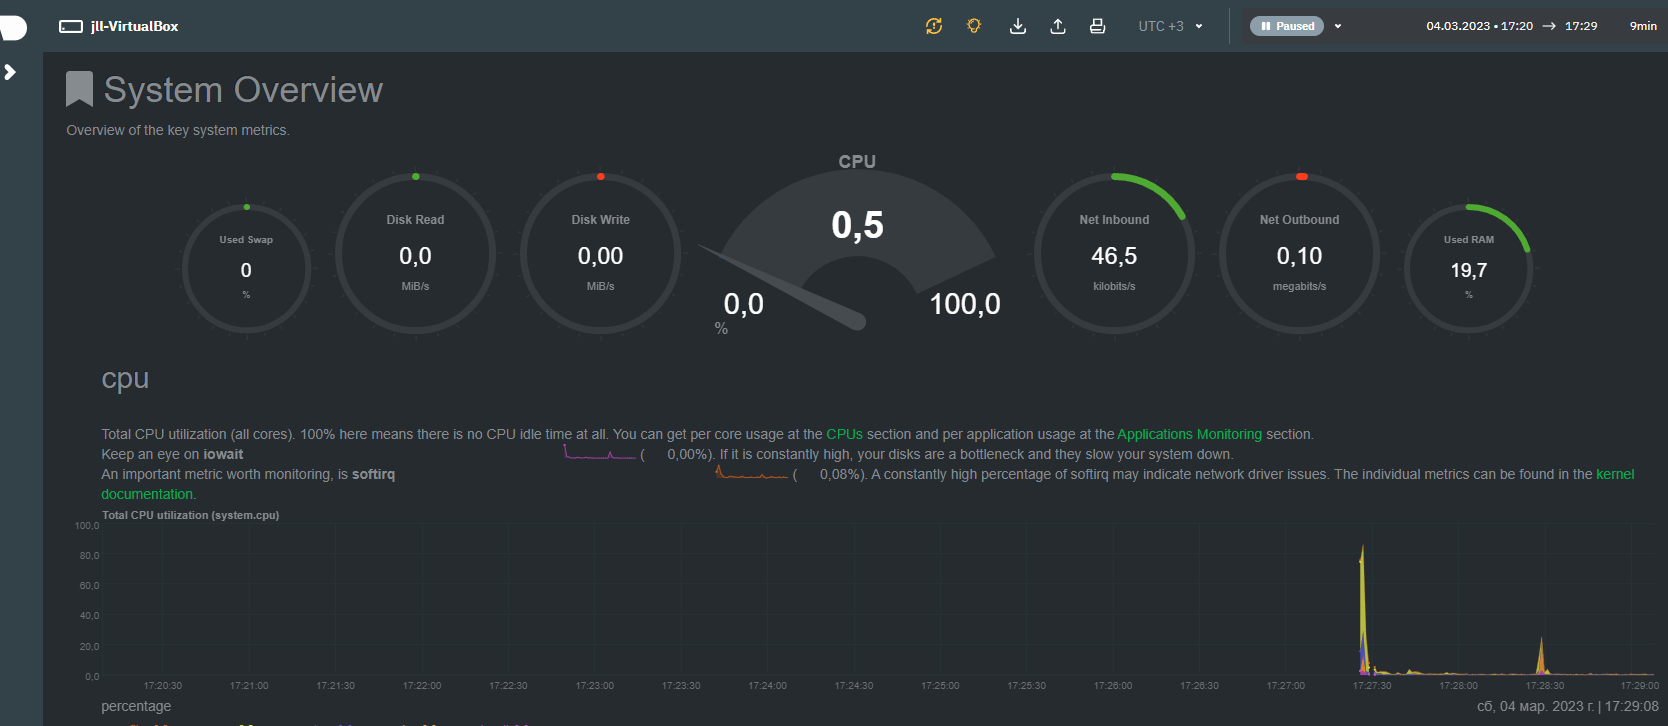 jll-VirtualBox
UTC +3
Paused
04.03.2023 • 17:20 → 17:29
9min
System Overview
Overview of the key system metrics.
Used Swap
0
%
Disk Read
0,0
MiB/s
Disk Write
0,00
MiB/s
CPU
0,5
0,0
100,0
%
Net Inbound
46,5
kilobits/s
Net Outbound
0,10
megabits/s
Used RAM
19,7
%
cpu
Total CPU utilization (all cores). 100% here means there is no CPU idle time at all. You can get per core usage at the CPUs section and per application usage at the Applications Monitoring section.
Keep an eye on iowait ( 0,00%). If it is constantly high, your disks are a bottleneck and they slow your system down.
An important metric worth monitoring, is softirq ( 0,08%). A constantly high percentage of softirq may indicate network driver issues. The individual metrics can be found in the kernel
documentation.
Total CPU utilization (system.cpu)
100,0
80,0
60,0
40,0
20,0
0,0
17:20:30 17:21:00 17:21:30 17:22:00 17:22:30 17:23:00 17:23:30 17:24:00 17:24:30 17:25:00 17:25:30 17:26:00 17:26:30 17:27:00 17:27:30 17:28:00 17:28:30 17:29:00
percentage
сб, 04 мар. 2023 г. | 17:29:08